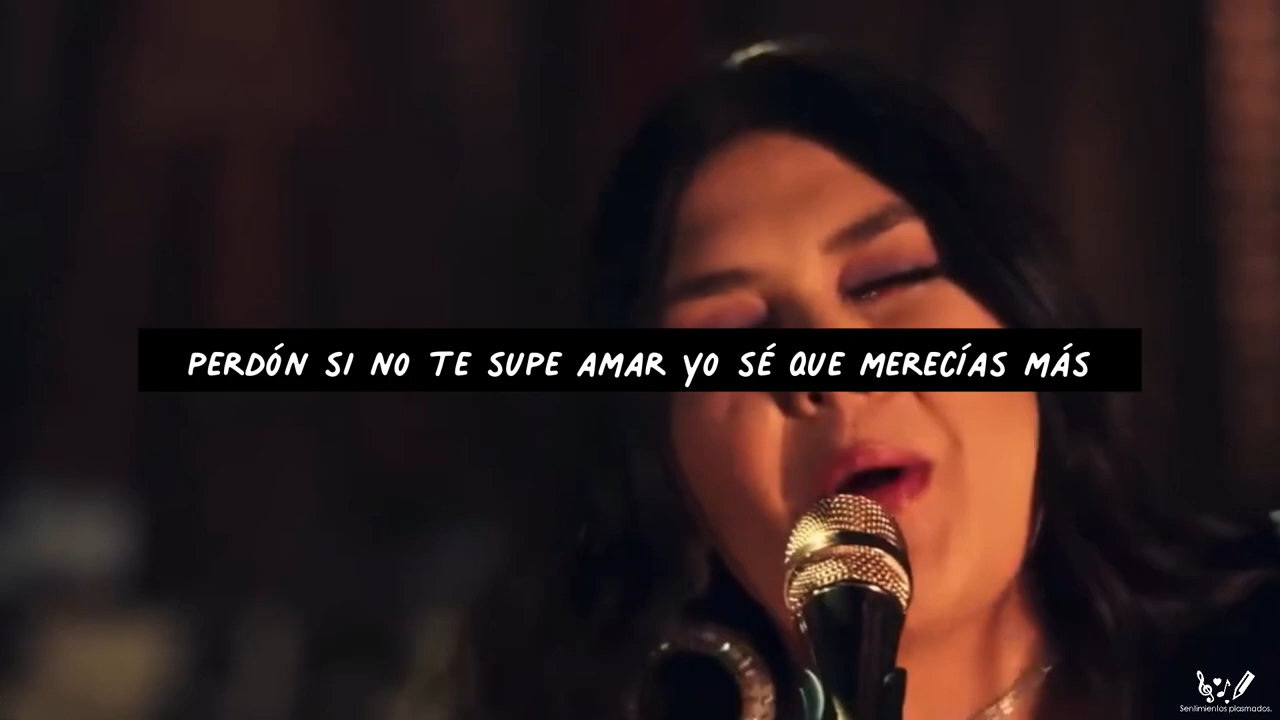 PERDÓN SI NO TE SUPE AMAR YO SÉ QUE MERECÍAS MÁS
Sentimientos plasmados.